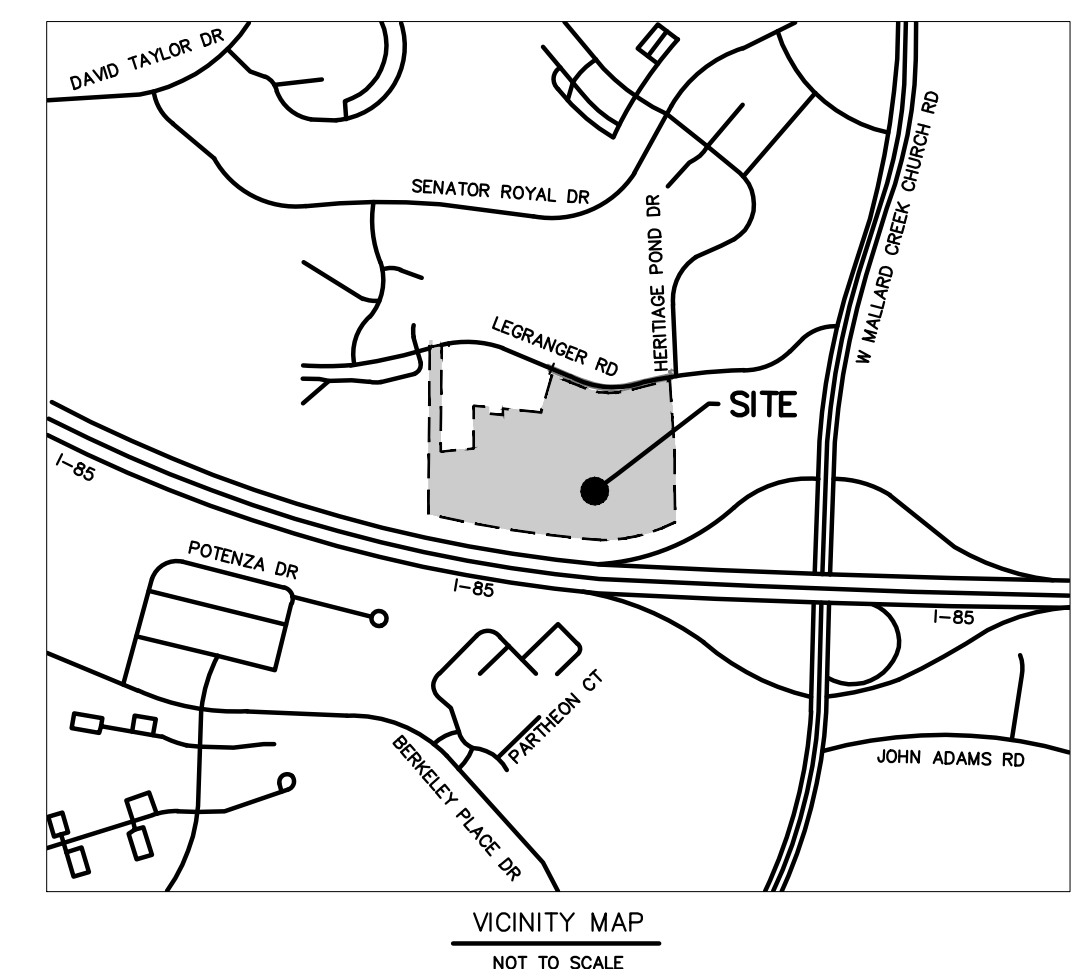 DAVID TAYLOR DR
W MALLARD CREEK CHURCH RD
SENATOR ROYAL DR
HERITIAGE POND DR
LEGRANGER RD
SITE
I-85
POTENZA DR
I-85
I-85
PARTHEON CT
BERKELEY PLACE DR
JOHN ADAMS RD
VICINITY MAP
NOT TO SCALE